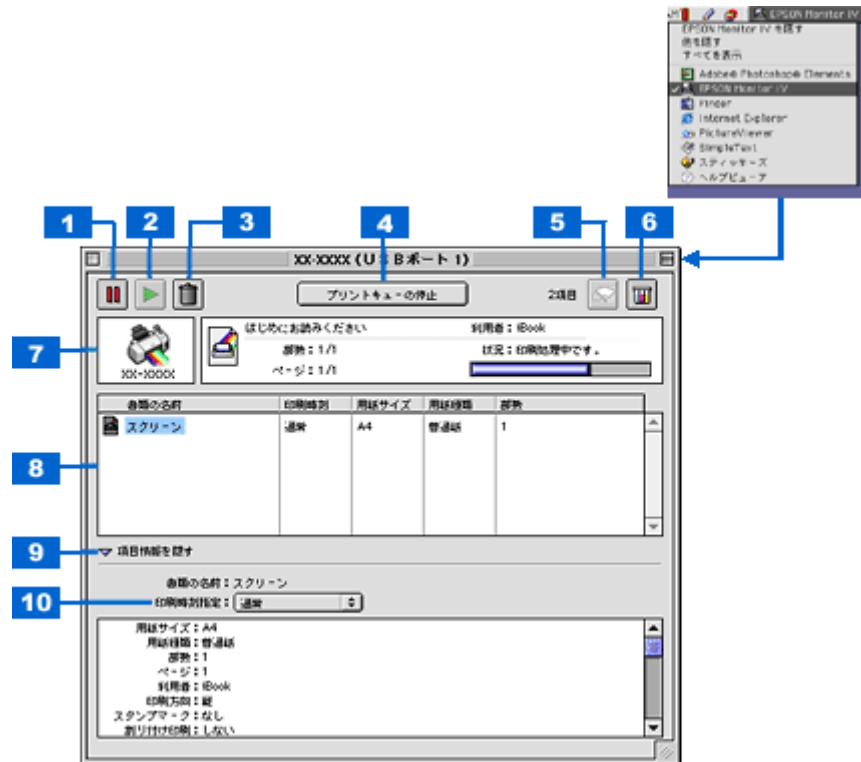 EPSON Monitor IV
EPSON Monitor IV を隠す
他を隠す
すべてを表示
Adobe® Photoshop® Elements
EPSON Monitor IV
Finder
Internet Explorer
PictureViewer
SimpleText
スティッキーズ
ヘルプビューア
1 2 3 4 5 6
XX-XXXX (USBポート 1)
プリントキューの停止 2項目
7
XX-XXXX
はじめにお読みください 利用者：iBook
部数：1/1 状況：印刷処理中です。
ページ：1/1
書類の名前 印刷時刻 用紙サイズ 用紙種類 部数
スクリーン 通常 A4 普通紙 1
8
9
項目情報を隠す
書類の名前：スクリーン
10
印刷時刻指定：通常
用紙サイズ：A4
用紙種類：普通紙
部数：1
ページ：1
利用者：iBook
印刷方向：縦
スタンプマーク：なし
割り付け印刷：しない